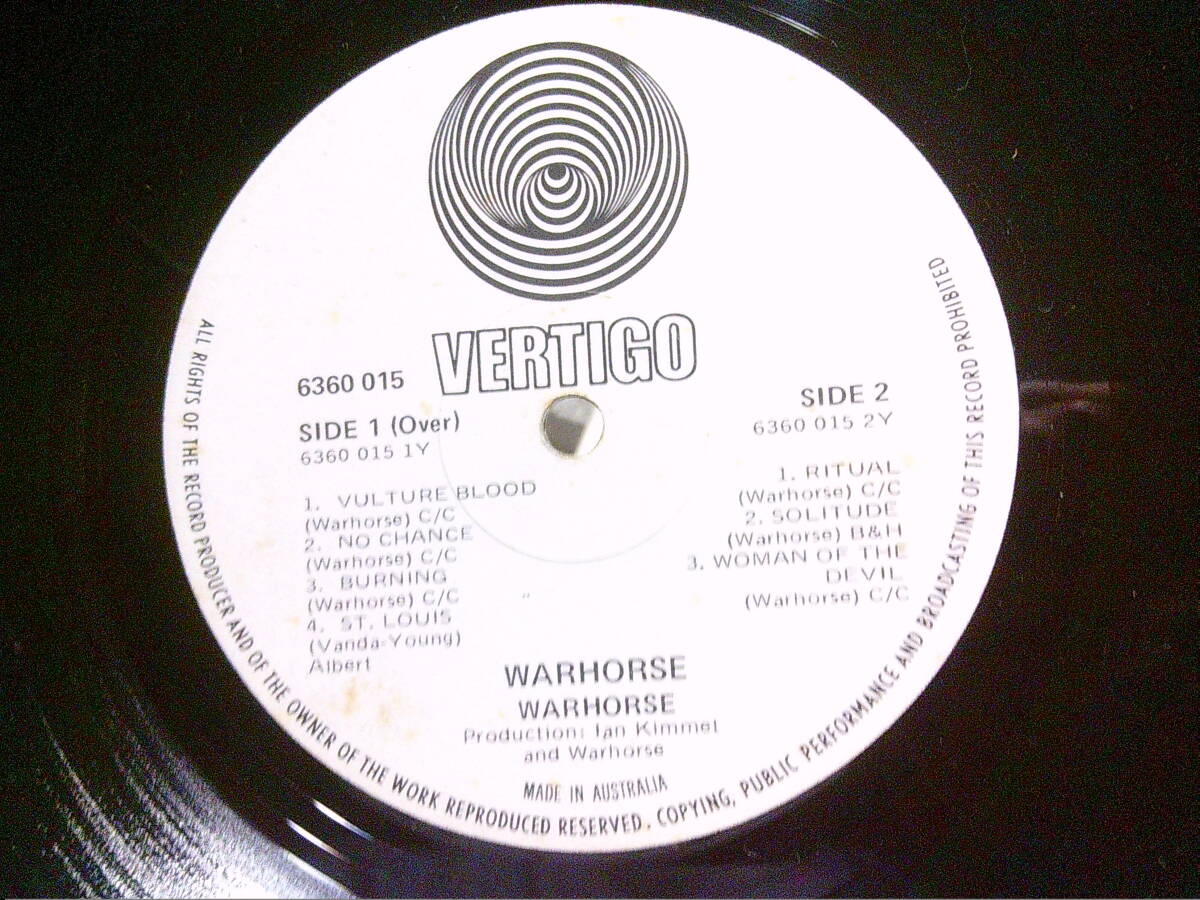 VERTIGO
6360 015
SIDE 1 (Over)
6360 015 1Y
1. VULTURE BLOOD
(Warhorse) C/C
2. NO CHANCE
(Warhorse) C/C
3. BURNING
(Warhorse) C/C
4. ST. LOUIS
(Vanda-Young)
Albert
SIDE 2
6360 015 2Y
1. RITUAL
(Warhorse) C/C
2. SOLITUDE
(Warhorse) B&H
3. WOMAN OF THE
DEVIL
(Warhorse) C/C
WARHORSE
WARHORSE
Production: Ian Kimmel
and Warhorse
MADE IN AUSTRALIA
ALL RIGHTS OF THE RECORD PRODUCER AND OF THE OWNER OF THE WORK REPRODUCED RESERVED. COPYING, PUBLIC PERFORMANCE AND BROADCASTING OF THIS RECORD PROHIBITED